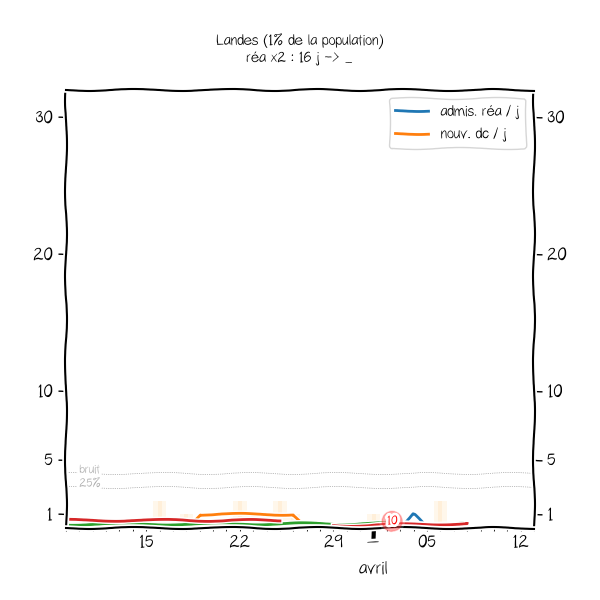 Landes (1% de la population)
réa x2 : 16 j -> _
admis. réa / j
nouv. dc / j
30
30
20
20
10
10
5
5
bruit
25%
1
1
10
15
22
29
05
12
avril